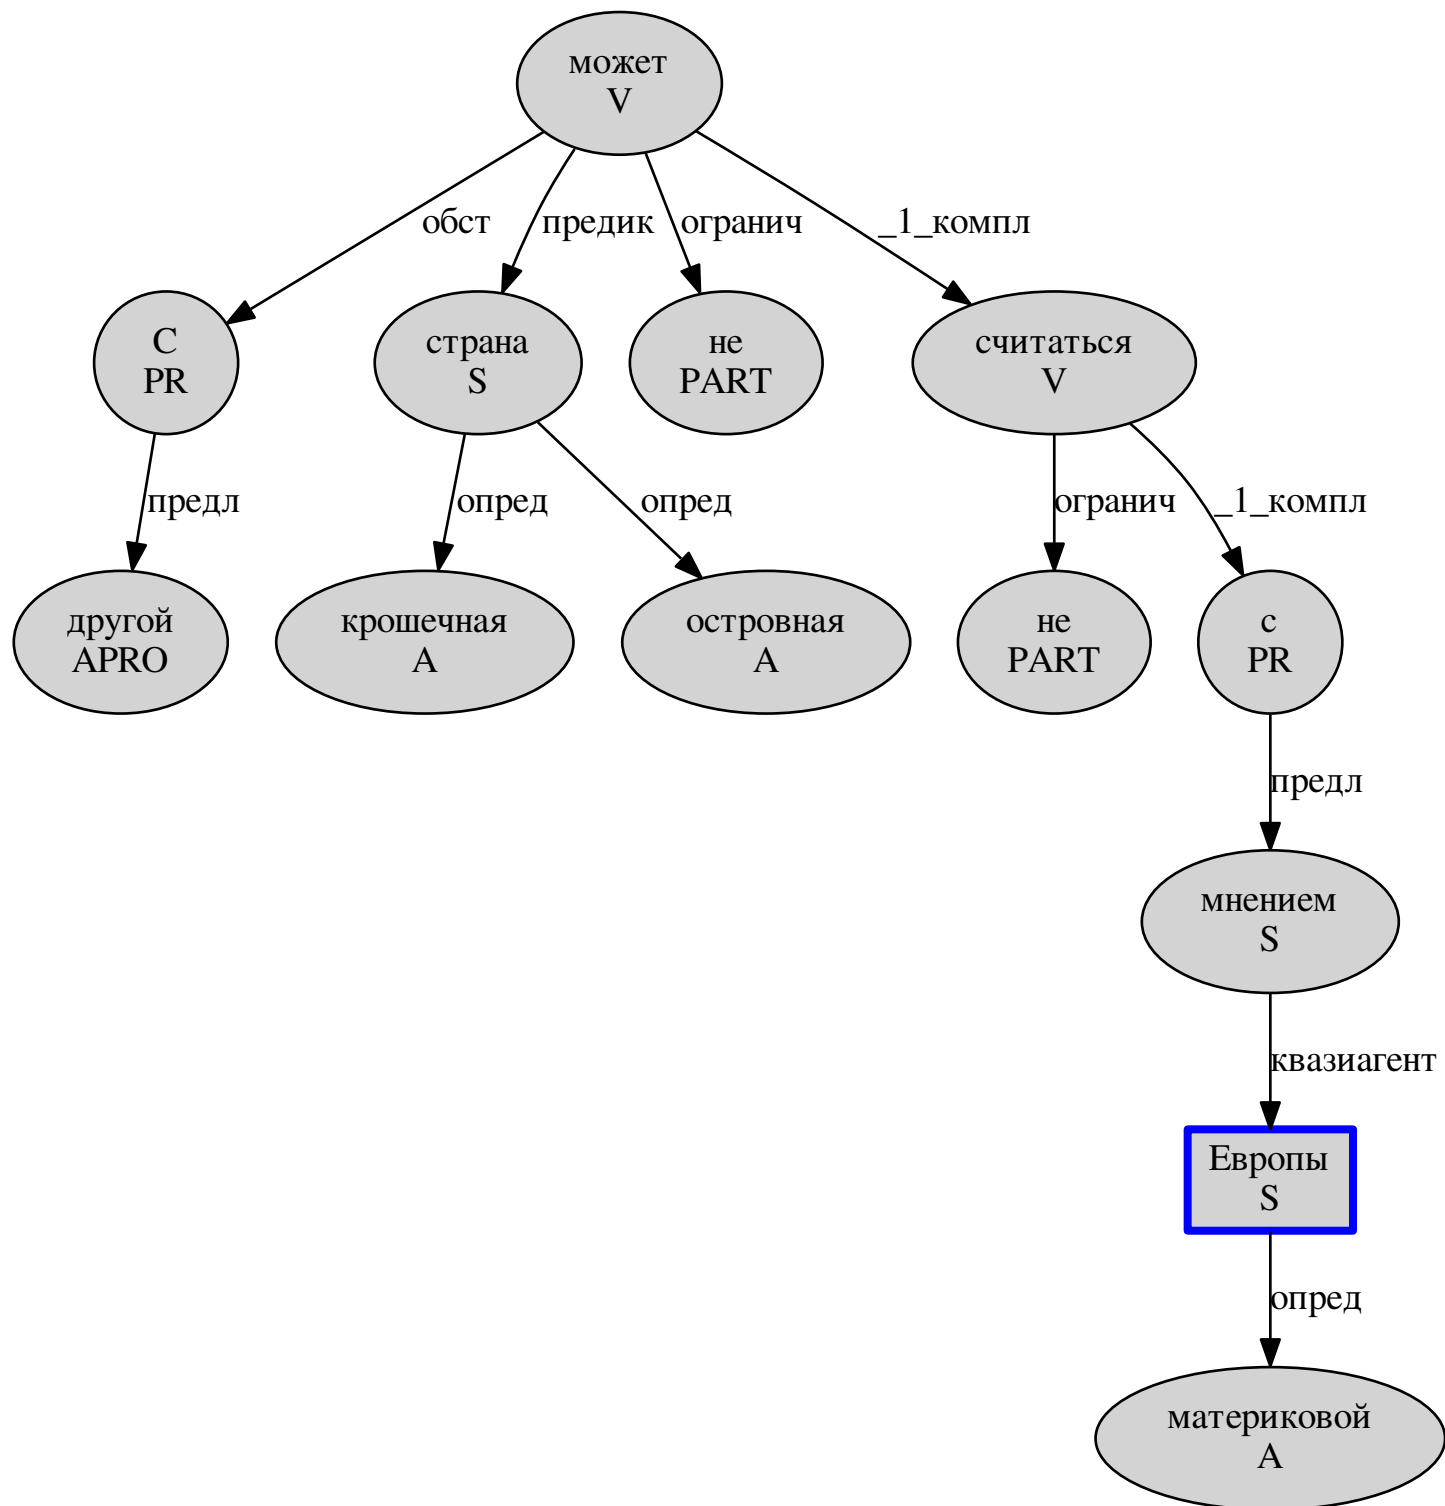 может
V
обст
предик
огранич
_1_компл
С
PR
страна
S
не
PART
считаться
V
предл
опред
опред
огранич
_1_компл
другой
APRO
крошечная
A
островная
A
не
PART
с
PR
предл
мнением
S
квазиагент
Европы
S
опред
материковой
A